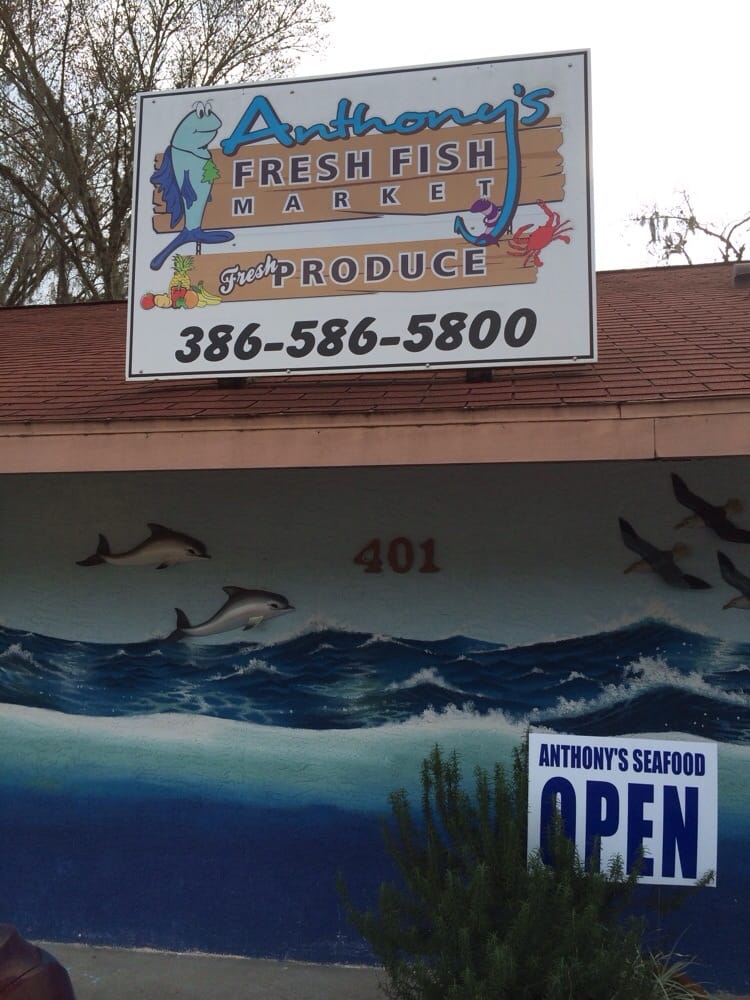 Anthony's
FRESH FISH
MARKET
Fresh PRODUCE
386-586-5800
401
ANTHONY'S SEAFOOD
OPEN